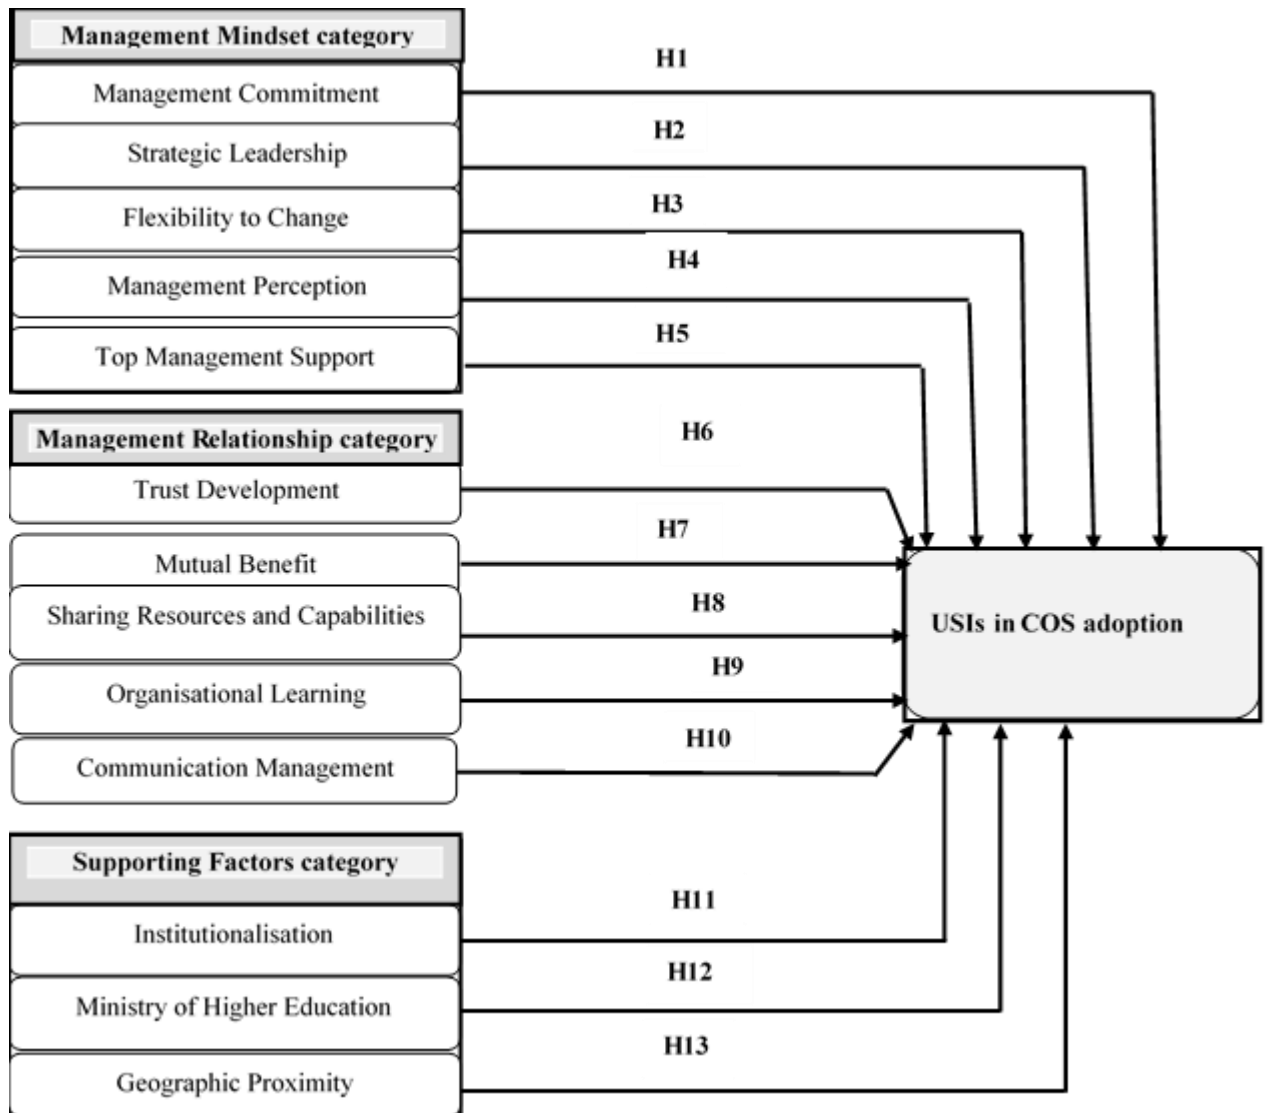 Management Mindset category
H1
Management Commitment
H2
Strategic Leadership
H3
Flexibility to Change
H4
Management Perception
H5
Top Management Support
H6
Management Relationship category
Trust Development
H7
Mutual Benefit
H8
Sharing Resources and Capabilities
USIs in COS adoption
H9
Organisational Learning
H10
Communication Management
Supporting Factors category
H11
Institutionalisation
H12
Ministry of Higher Education
H13
Geographic Proximity